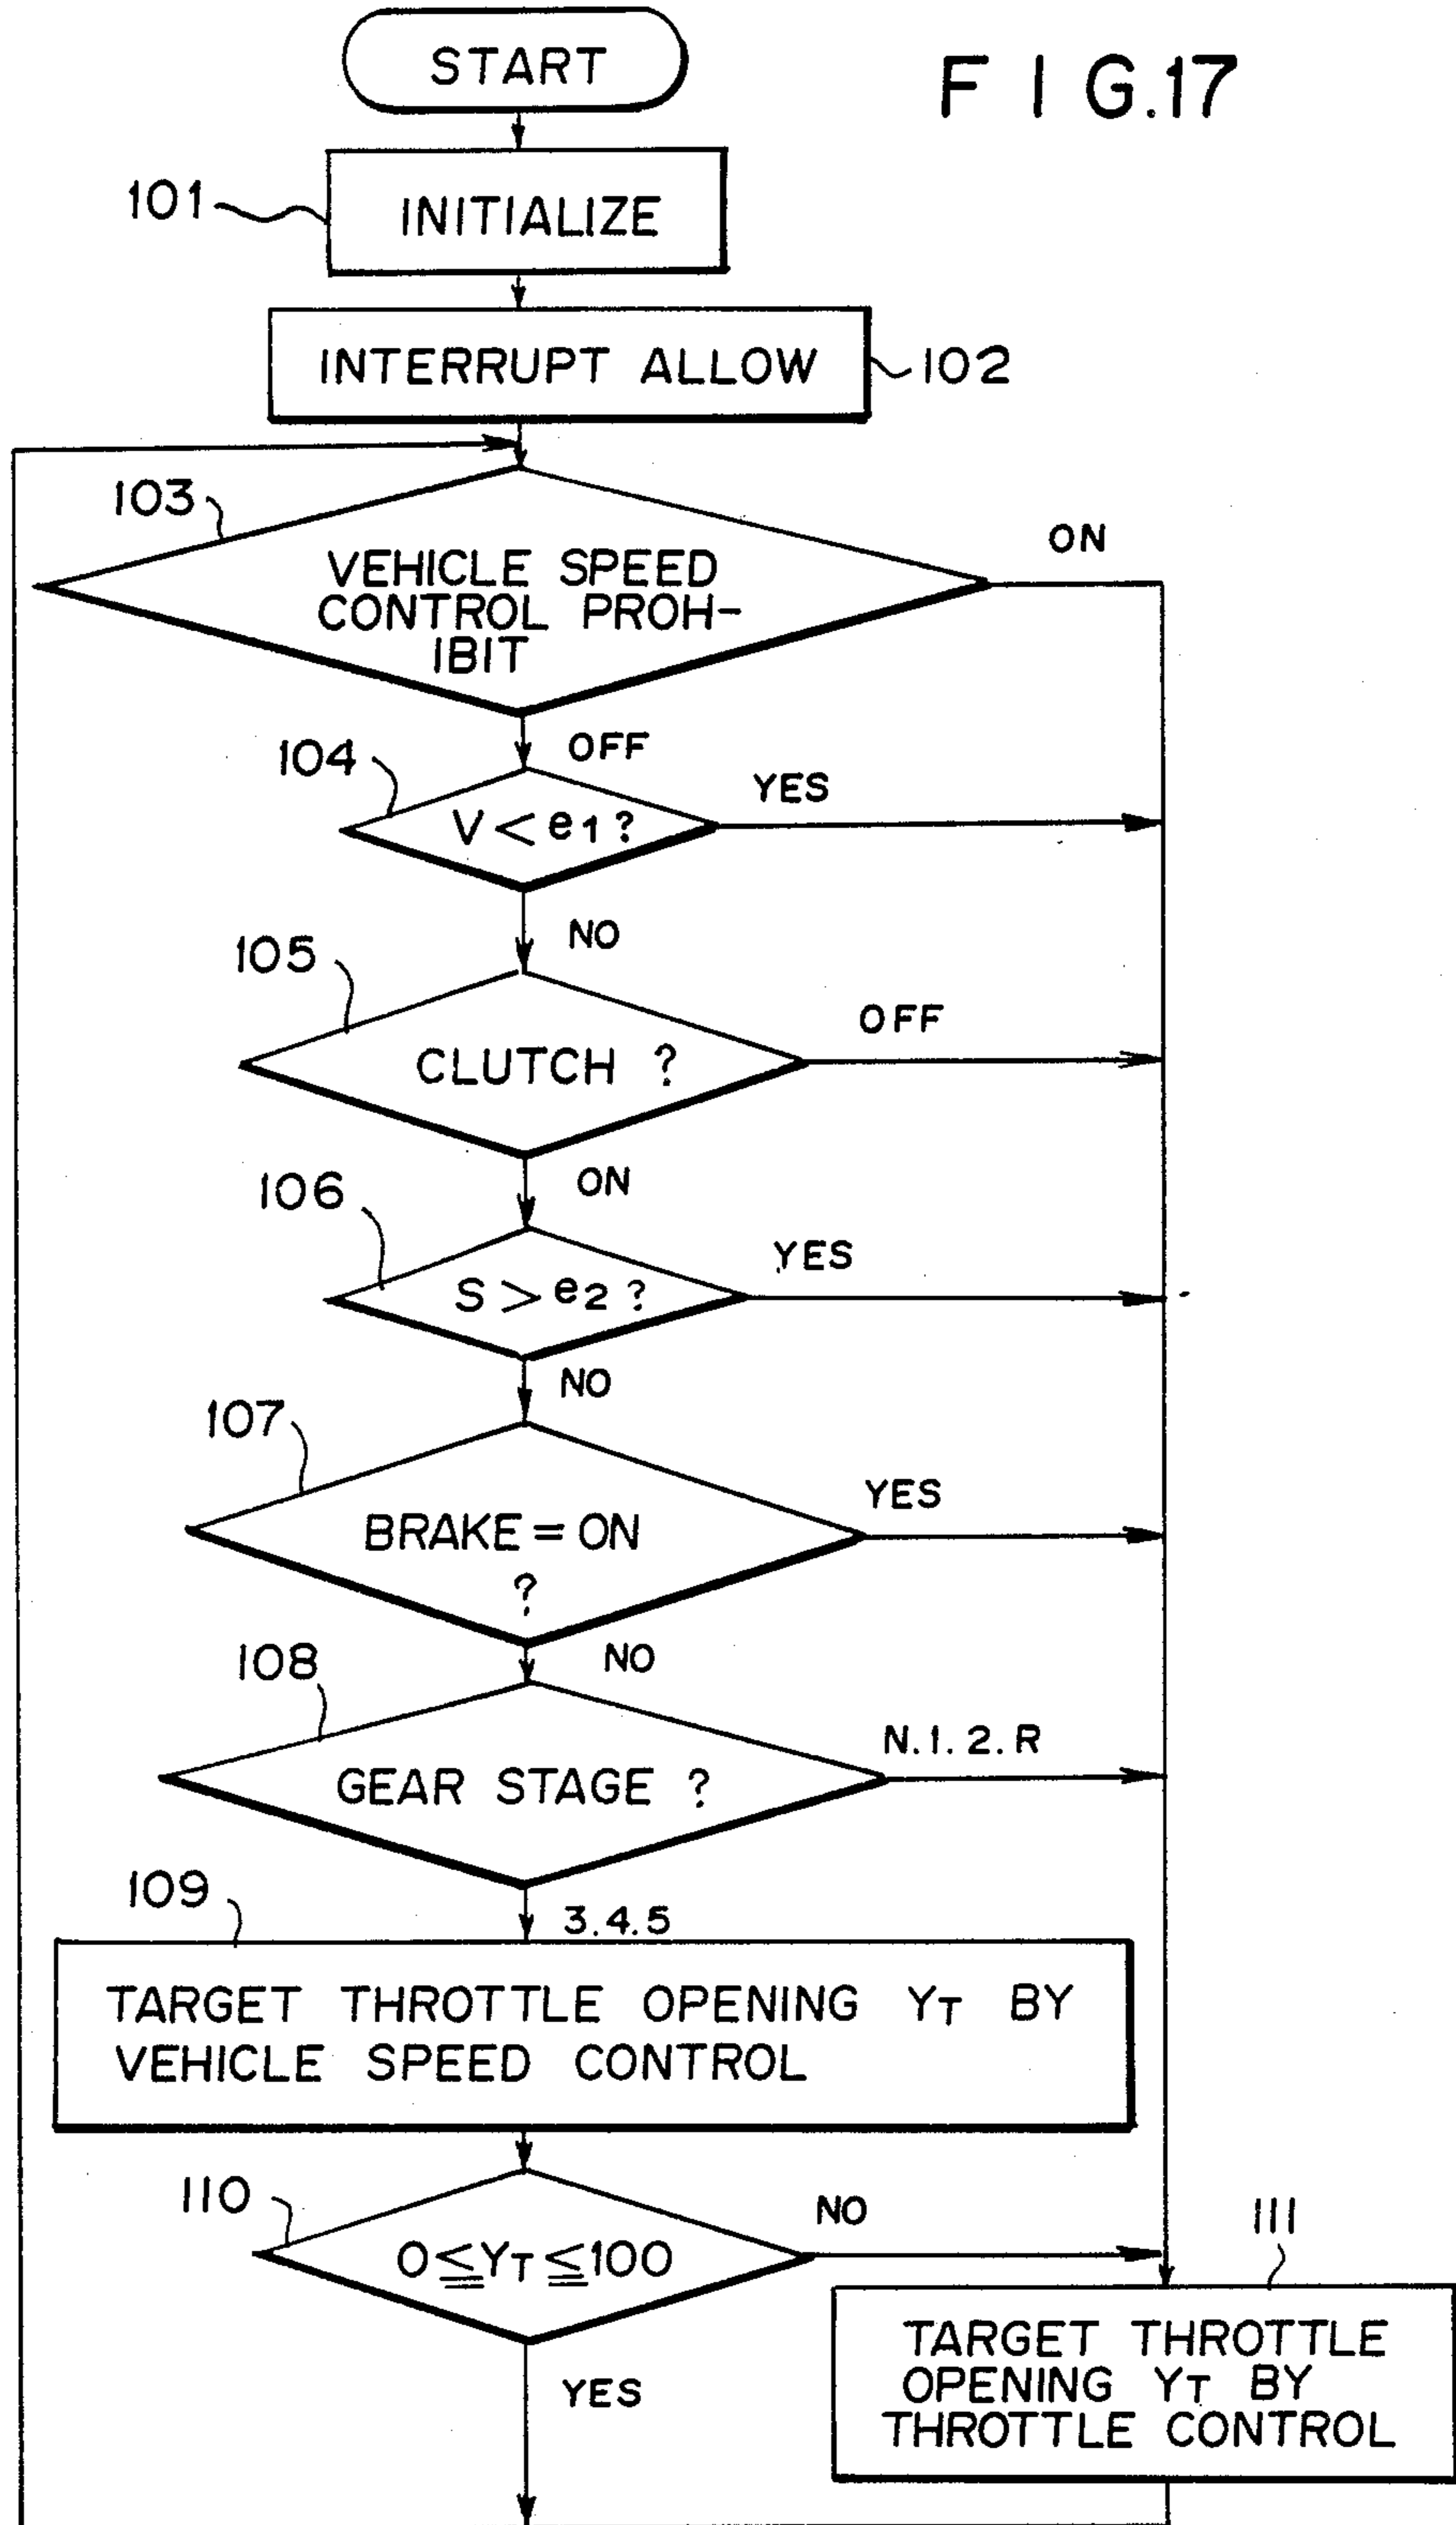 START
F I G.17
101
INITIALIZE
INTERRUPT ALLOW
102
103
VEHICLE SPEED
CONTROL PROH-
IBIT
ON
OFF
104
V < e1 ?
YES
NO
105
CLUTCH ?
OFF
ON
106
S > e2 ?
YES
NO
107
BRAKE = ON
?
YES
NO
108
GEAR STAGE ?
N.1.2.R
3.4.5
109
TARGET THROTTLE OPENING YT BY
VEHICLE SPEED CONTROL
110
0 ≦ YT ≦ 100
NO
YES
111
TARGET THROTTLE
OPENING YT BY
THROTTLE CONTROL